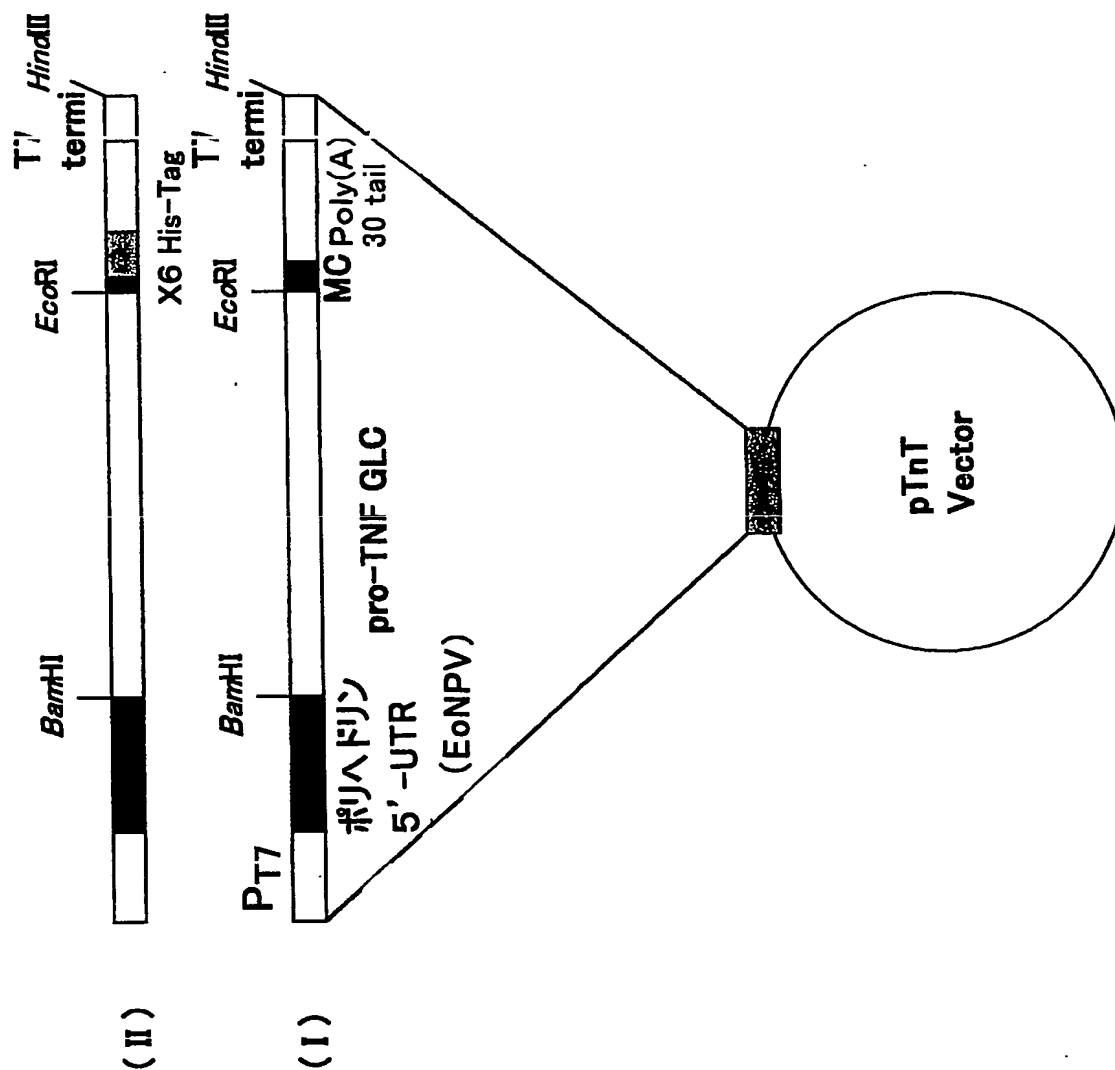 (II)
BamHI
EcoRI
X6 His-Tag
T7
termi
HindIII
(I)
PT7
BamHI
EcoRI
T7
termi
HindIII
ポリヘドリン
5'-UTR
(EoNPV)
pro-TNF GLC
MC
Poly(A)
30 tail
pTnT
Vector